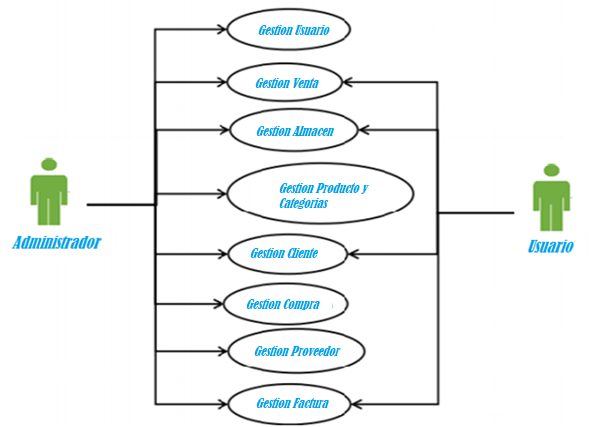 Gestion Usuario
Gestion Venta
Gestion Almacen
Gestion Producto y
Categorias
Administrador
Usuario
Gestion Cliente
Gestion Compra
Gestion Proveedor
Gestion Factura